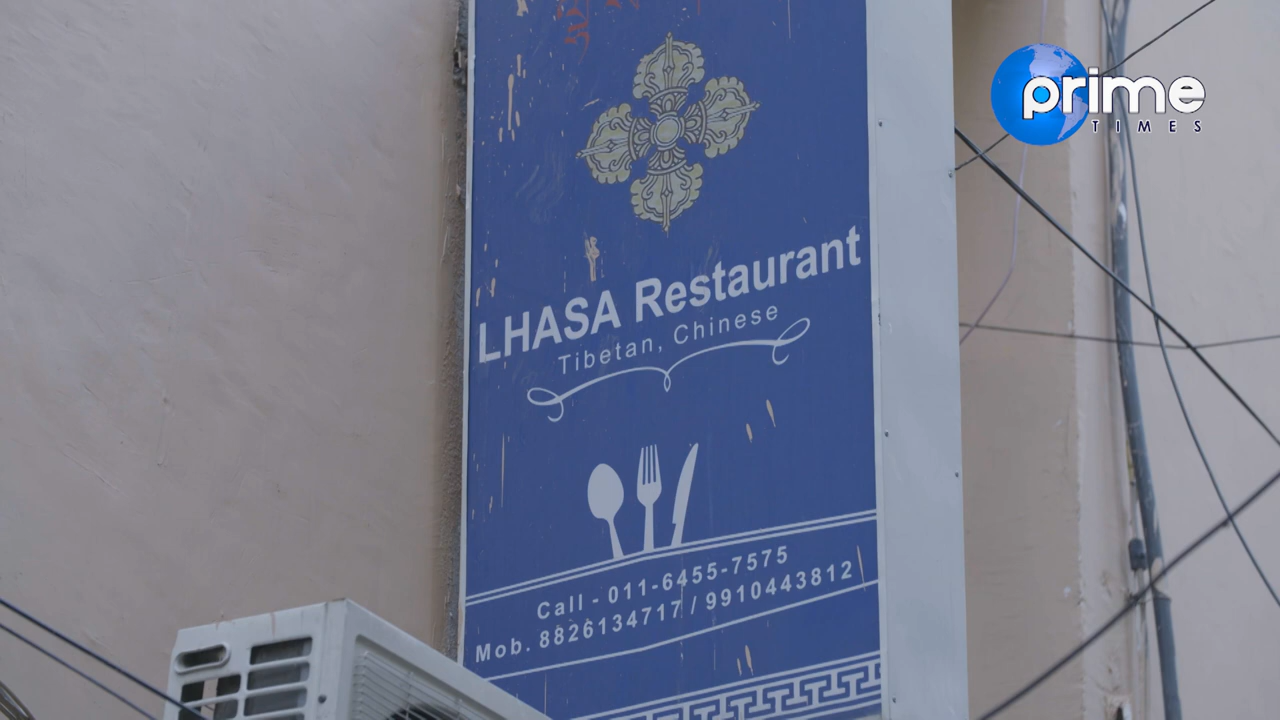 prime
TIMES
LHASA Restaurant
Tibetan, Chinese
Call - 011-6455-7575
Mob. 8826134717 / 9910443812